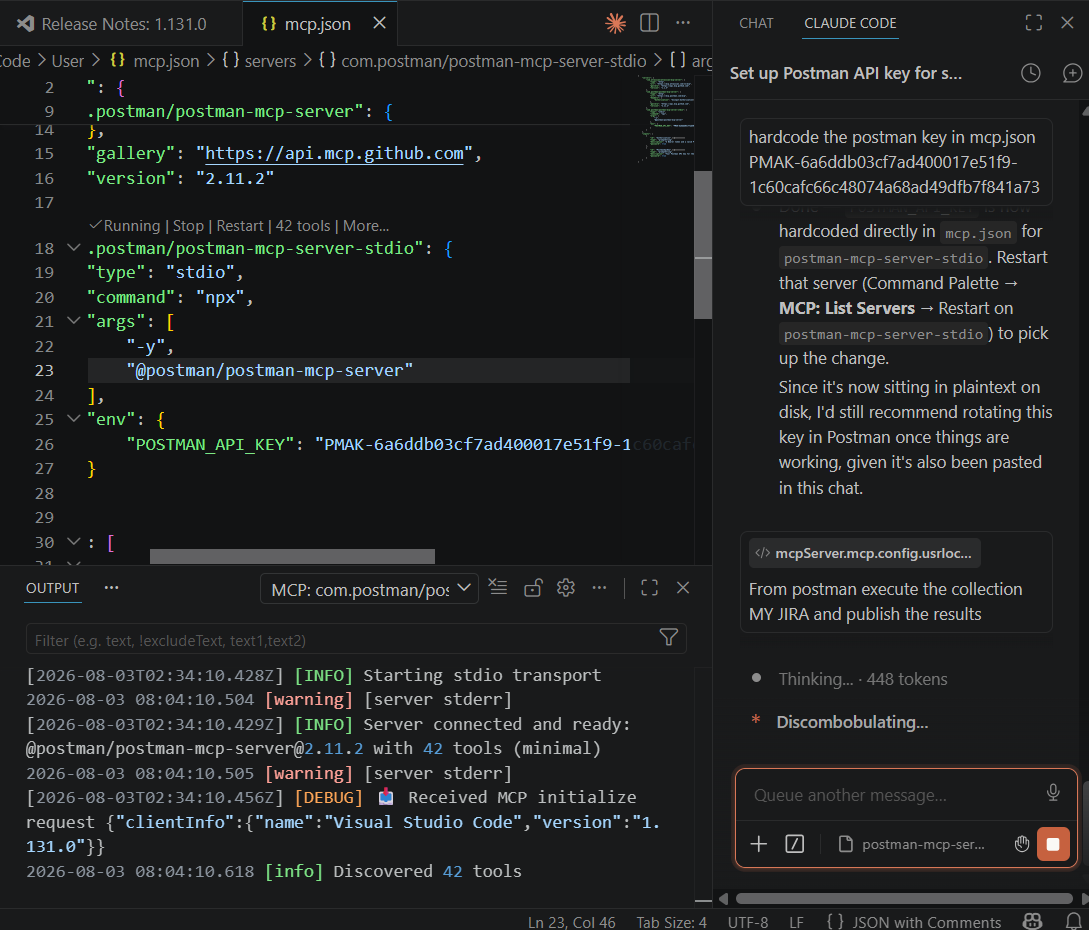 Release Notes: 1.131.0
{} mcp.json
CHAT
CLAUDE CODE
Code > User > {} mcp.json > {} servers > {} com.postman/postman-mcp-server-stdio > [ ] arg
2 ": {
9 .postman/postman-mcp-server": {
14 },
15 "gallery": "https://api.mcp.github.com",
16 "version": "2.11.2"
17
✓Running | Stop | Restart | 42 tools | More...
18 .postman/postman-mcp-server-stdio": {
19 "type": "stdio",
20 "command": "npx",
21 "args": [
22 "-y",
23 "@postman/postman-mcp-server"
24 ],
25 "env": {
26 "POSTMAN_API_KEY": "PMAK-6a6ddb03cf7ad400017e51f9-1c60cafc
27 }
28
29
30 : [
31
OUTPUT
MCP: com.postman/pos
Filter (e.g. text, !excludeText, text1,text2)
[2026-08-03T02:34:10.428Z] [INFO] Starting stdio transport
2026-08-03 08:04:10.504 [warning] [server stderr]
[2026-08-03T02:34:10.429Z] [INFO] Server connected and ready:
@postman/postman-mcp-server@2.11.2 with 42 tools (minimal)
2026-08-03 08:04:10.505 [warning] [server stderr]
[2026-08-03T02:34:10.456Z] [DEBUG] 📩 Received MCP initialize
request {"clientInfo":{"name":"Visual Studio Code","version":"1.
131.0"}}
2026-08-03 08:04:10.618 [info] Discovered 42 tools
Set up Postman API key for s...
hardcode the postman key in mcp.json
PMAK-6a6ddb03cf7ad400017e51f9-
1c60cafc66c48074a68ad49dfb7f841a73
Done — POSTMAN_API_KEY is now
hardcoded directly in mcp.json for
postman-mcp-server-stdio. Restart
that server (Command Palette →
MCP: List Servers → Restart on
postman-mcp-server-stdio) to pick
up the change.
Since it's now sitting in plaintext on
disk, I'd still recommend rotating this
key in Postman once things are
working, given it's also been pasted
in this chat.
</> mcpServer.mcp.config.usrloc...
From postman execute the collection
MY JIRA and publish the results
Thinking... · 448 tokens
* Discombobulating...
Queue another message...
postman-mcp-ser...
Ln 23, Col 46
Tab Size: 4
UTF-8
LF
{} JSON with Comments